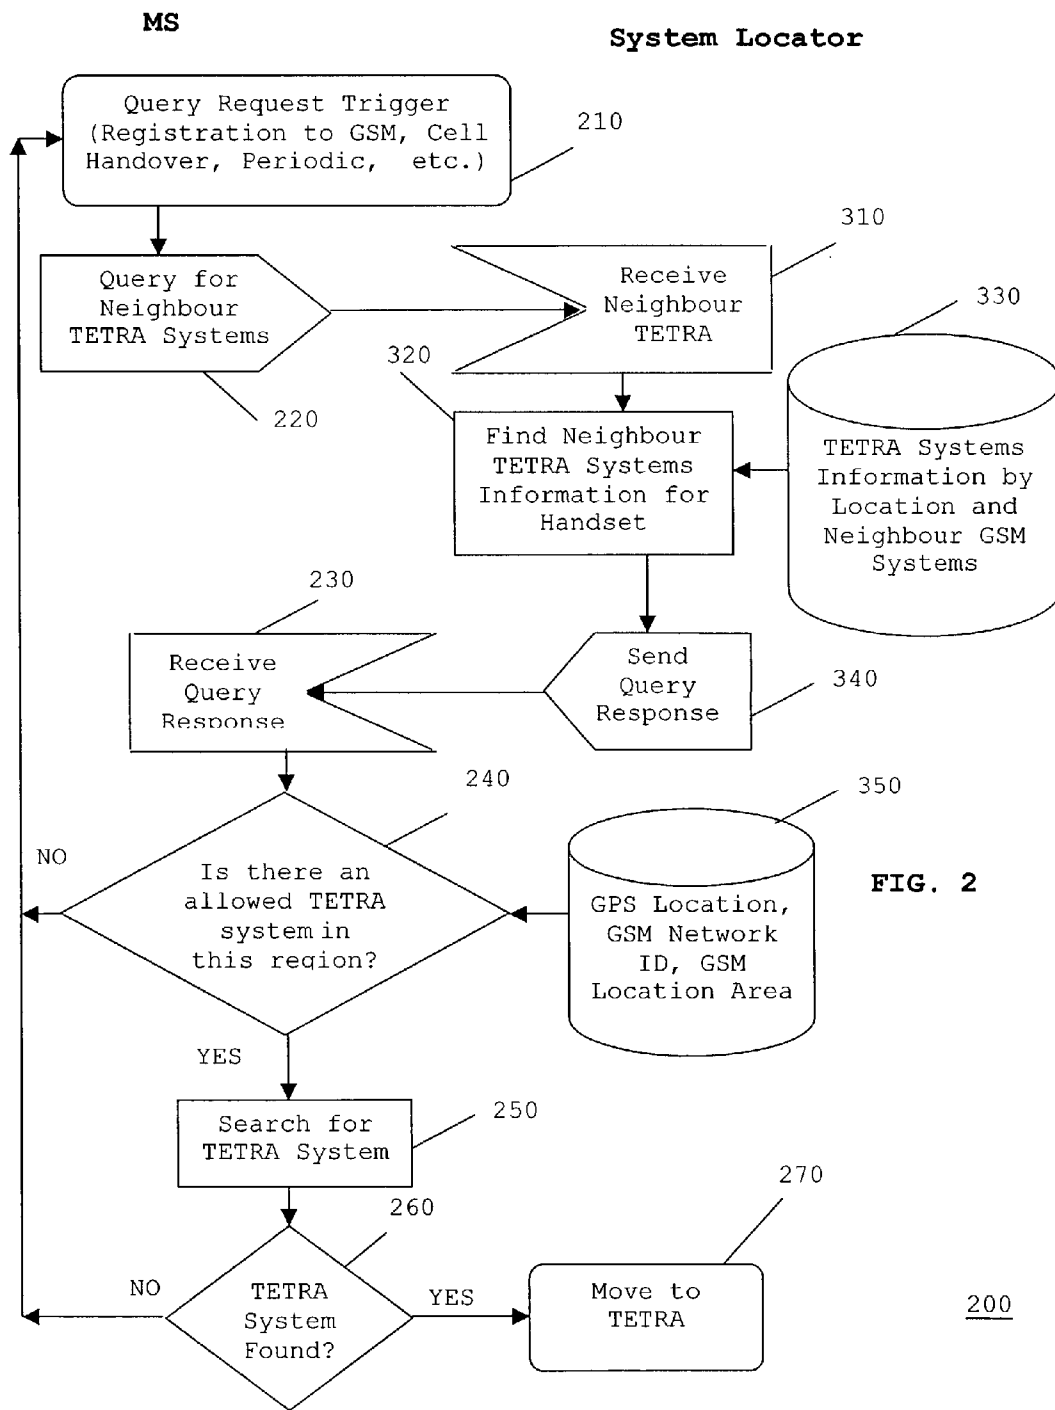 MS
System Locator
Query Request Trigger
(Registration to GSM, Cell
Handover, Periodic, etc.)
210
310
Query for
Neighbour
TETRA Systems
220
Receive
Neighbour
TETRA
330
320
Find Neighbour
TETRA Systems
Information for
Handset
TETRA Systems
Information by
Location and
Neighbour GSM
Systems
230
Receive
Query
Response
Send
Query
Response
340
240
350
NO
Is there an
allowed TETRA
system in
this region?
GPS Location,
GSM Network
ID, GSM
Location Area
FIG. 2
YES
Search for
TETRA System
250
260
270
NO
TETRA
System
Found?
YES
Move to
TETRA
200